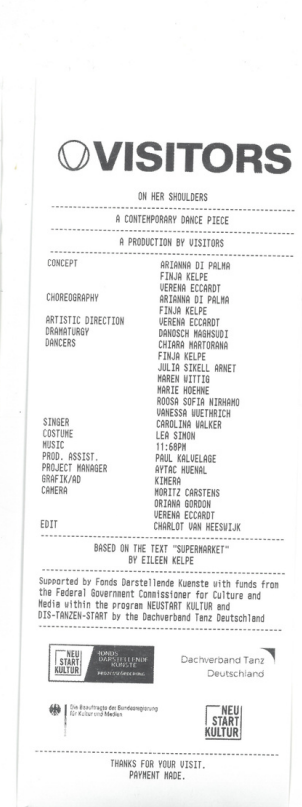 VISITORS
ON HER SHOULDERS
A CONTEMPORARY DANCE PIECE
A PRODUCTION BY VISITORS
CONCEPT ARIANNA DI PALMA
FINJA KELPE
VERENA ECCARDT
CHOREOGRAPHY ARIANNA DI PALMA
FINJA KELPE
ARTISTIC DIRECTION VERENA ECCARDT
DRAMATURGY DANOSCH MAGHSUDI
DANCERS CHIARA MARTORANA
FINJA KELPE
JULIA SIKELL ARNET
MAREN WITTIG
MARIE HOEHNE
ROOSA SOFIA NIRHAMO
VANESSA WUETHRICH
SINGER CAROLINA WALKER
COSTUME LEA SIMON
MUSIC 11:68PM
PROD. ASSIST. PAUL KALVELAGE
PROJECT MANAGER AYTAC HUENAL
GRAFIK/AD KIMERA
CAMERA MORITZ CARSTENS
ORIANA GORDON
VERENA ECCARDT
EDIT CHARLOT VAN HEESWIJK
BASED ON THE TEXT "SUPERMARKET"
BY EILEEN KELPE
Supported by Fonds Darstellende Kuenste with funds from
the Federal Government Commissioner for Culture and
Media within the program NEUSTART KULTUR and
DIS-TANZEN-START by the Dachverband Tanz Deutschland
NEU
START
KULTUR
FONDS
DARSTELLENDE
KÜNSTE
PROZESSFÖRDERUNG
Dachverband Tanz
Deutschland
Die Beauftragte der Bundesregierung
für Kultur und Medien
NEU
START
KULTUR
THANKS FOR YOUR VISIT.
PAYMENT MADE.